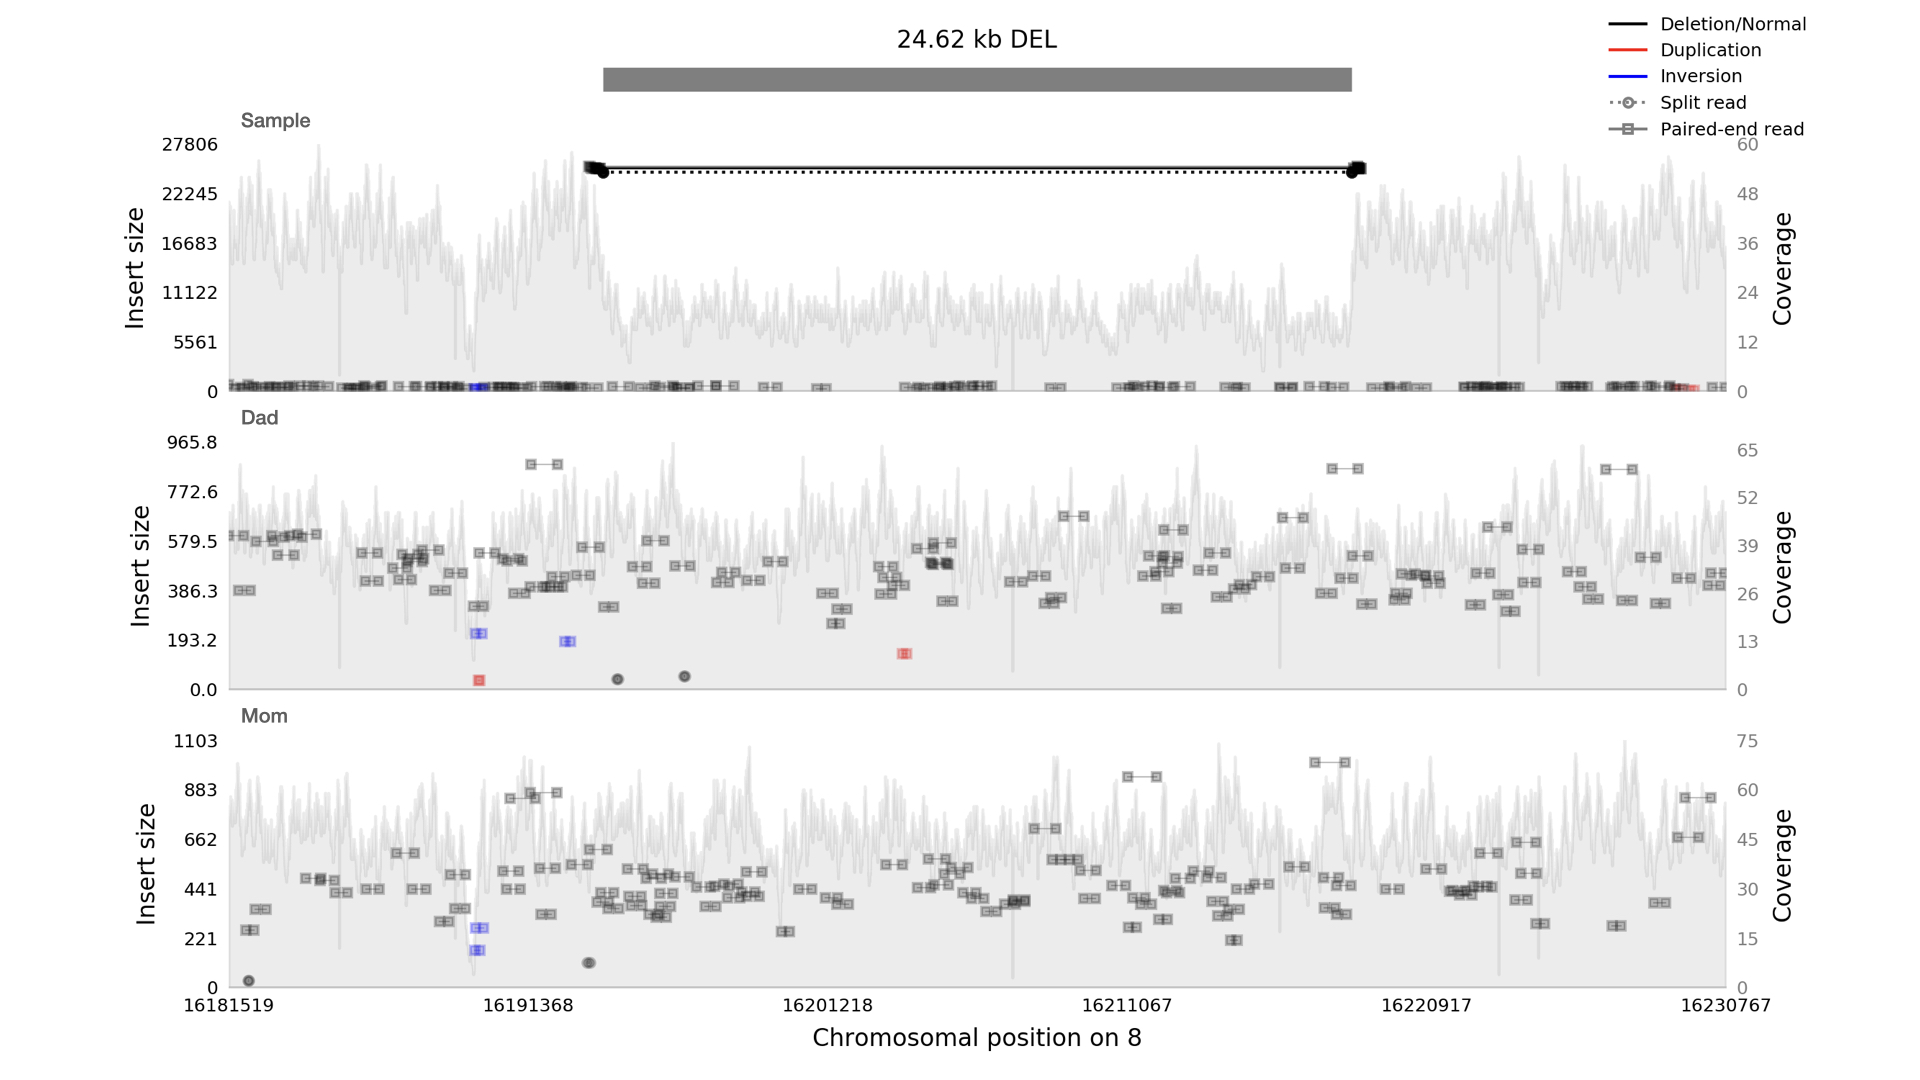 24.62 kb DEL
Deletion/Normal
Duplication
Inversion
Split read
Paired-end read
Sample
27806
22245
16683
11122
5561
0
Insert size
60
48
36
24
12
0
Coverage
Dad
965.8
772.6
579.5
386.3
193.2
0.0
Insert size
65
52
39
26
13
0
Coverage
Mom
1103
883
662
441
221
0
Insert size
75
60
45
30
15
0
Coverage
16181519 16191368 16201218 16211067 16220917 16230767
Chromosomal position on 8